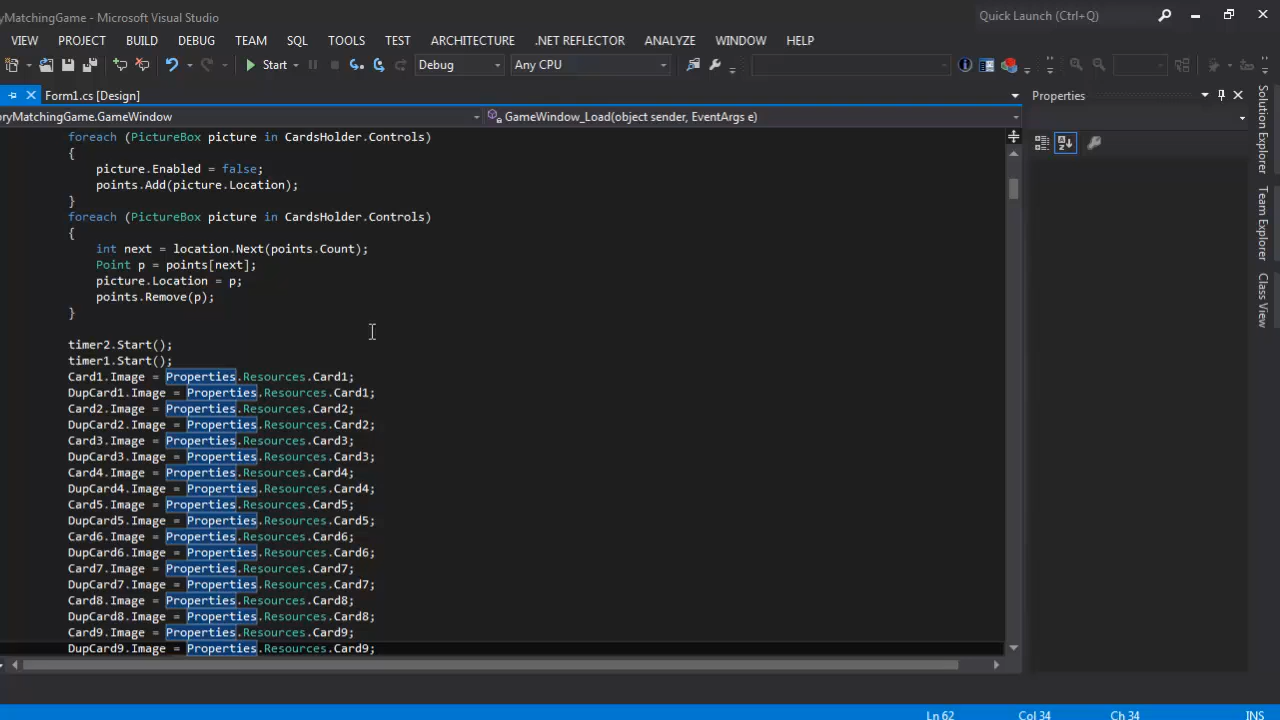 yMatchingGame - Microsoft Visual Studio
Quick Launch (Ctrl+Q)
VIEW PROJECT BUILD DEBUG TEAM SQL TOOLS TEST ARCHITECTURE .NET REFLECTOR ANALYZE WINDOW HELP
Start Debug Any CPU
Form1.cs [Design]
Properties
oryMatchingGame.GameWindow
GameWindow_Load(object sender, EventArgs e)
foreach (PictureBox picture in CardsHolder.Controls)
{
picture.Enabled = false;
points.Add(picture.Location);
}
foreach (PictureBox picture in CardsHolder.Controls)
{
int next = location.Next(points.Count);
Point p = points[next];
picture.Location = p;
points.Remove(p);
}
timer2.Start();
timer1.Start();
Card1.Image = Properties.Resources.Card1;
DupCard1.Image = Properties.Resources.Card1;
Card2.Image = Properties.Resources.Card2;
DupCard2.Image = Properties.Resources.Card2;
Card3.Image = Properties.Resources.Card3;
DupCard3.Image = Properties.Resources.Card3;
Card4.Image = Properties.Resources.Card4;
DupCard4.Image = Properties.Resources.Card4;
Card5.Image = Properties.Resources.Card5;
DupCard5.Image = Properties.Resources.Card5;
Card6.Image = Properties.Resources.Card6;
DupCard6.Image = Properties.Resources.Card6;
Card7.Image = Properties.Resources.Card7;
DupCard7.Image = Properties.Resources.Card7;
Card8.Image = Properties.Resources.Card8;
DupCard8.Image = Properties.Resources.Card8;
Card9.Image = Properties.Resources.Card9;
DupCard9.Image = Properties.Resources.Card9;
Solution Explorer
Team Explorer
Class View
Ln 62 Col 34 Ch 34 INS